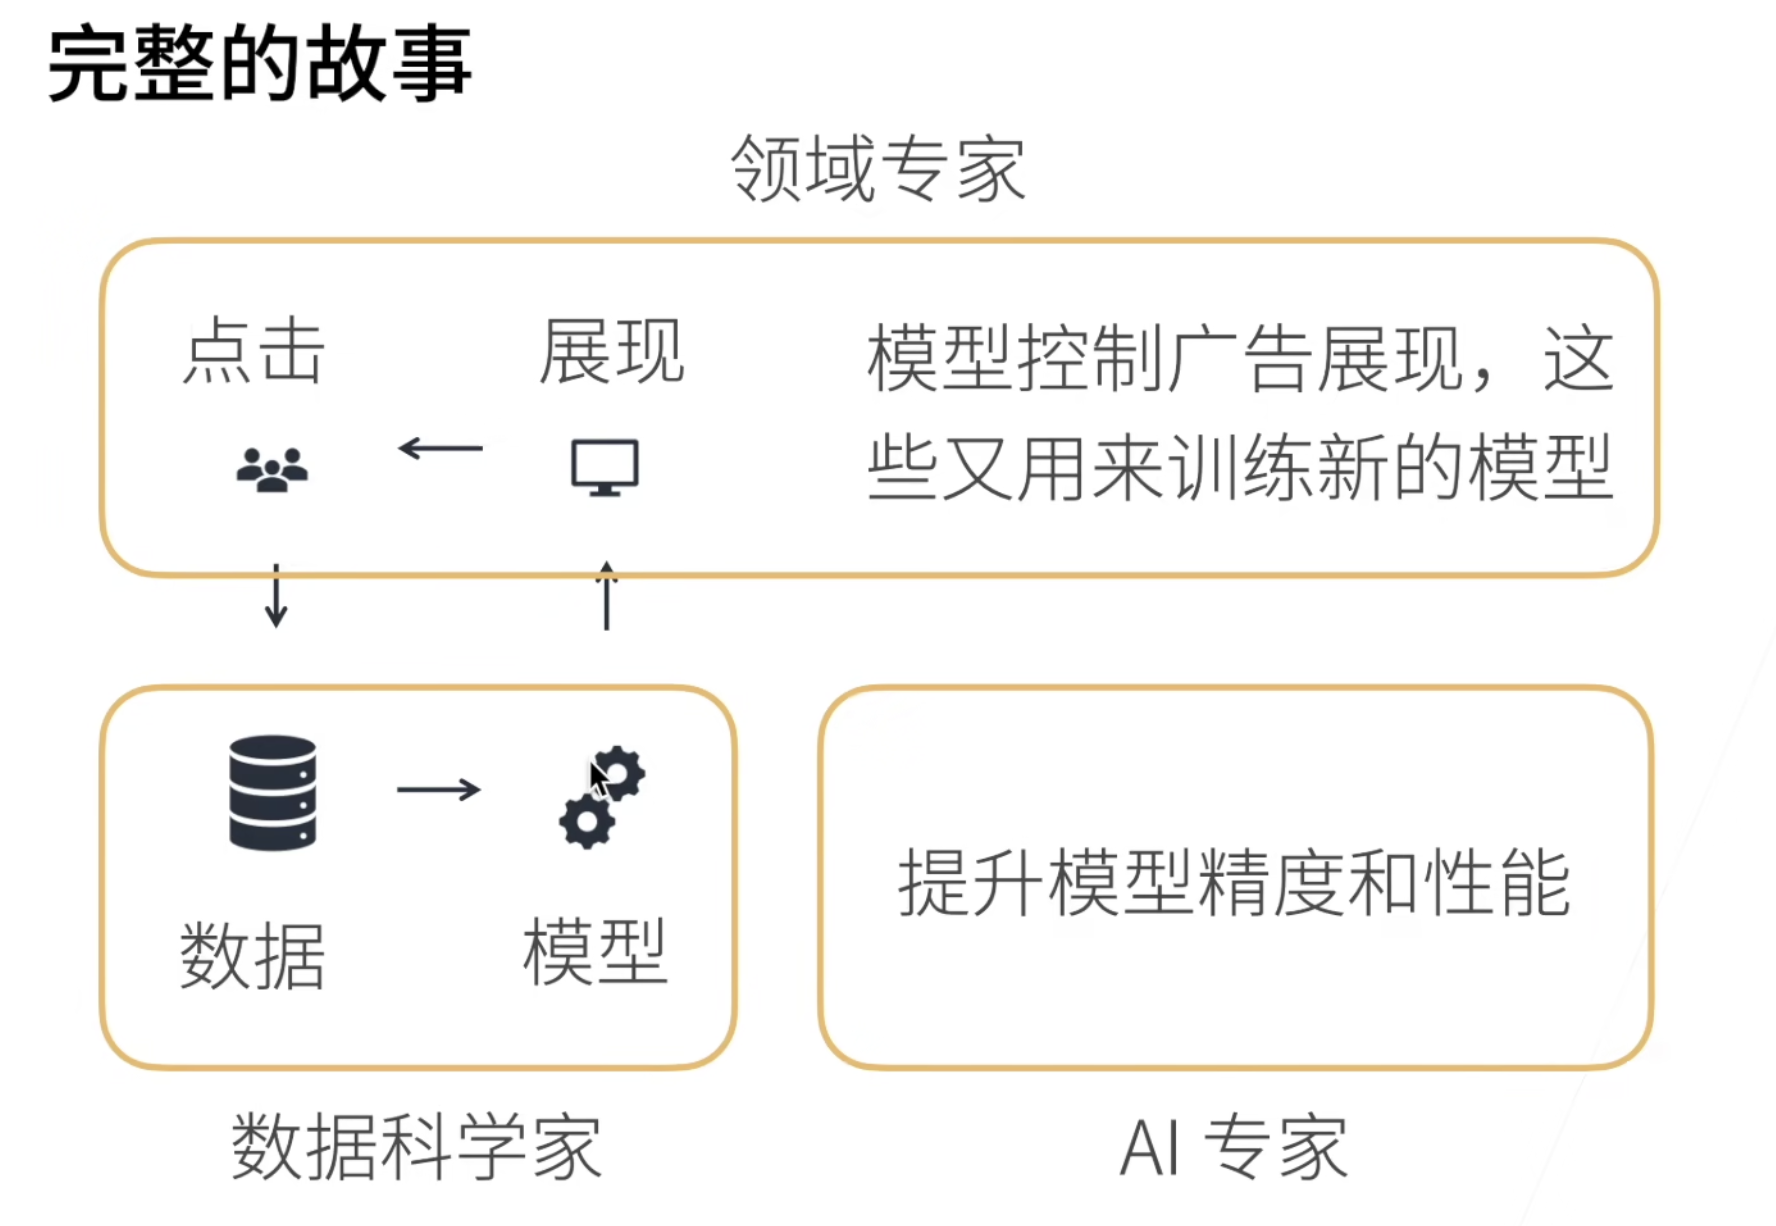 完整的故事
领域专家
点击
展现
模型控制广告展现，这
些又用来训练新的模型
数据
模型
提升模型精度和性能
数据科学家
AI 专家